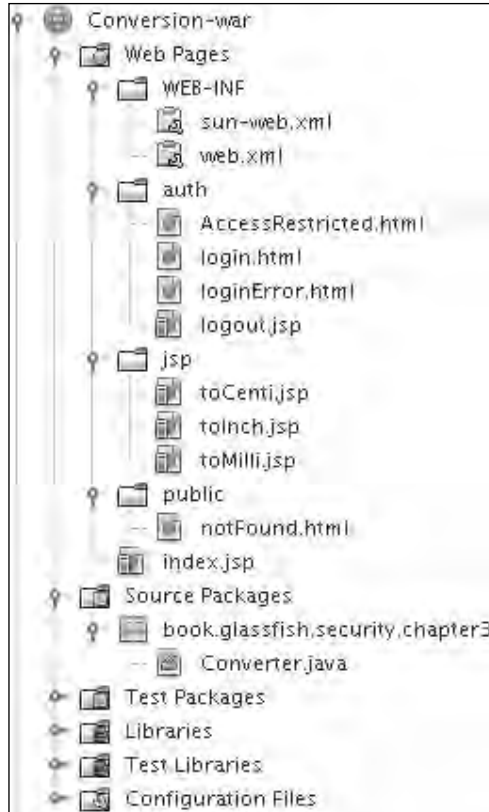 Conversion-war
Web Pages
WEB-INF
sun-web.xml
web.xml
auth
AccessRestricted.html
login.html
loginError.html
logout.jsp
jsp
toCenti.jsp
toInch.jsp
toMilli.jsp
public
notFound.html
index.jsp
Source Packages
book.glassfish.security.chapter3
Converter.java
Test Packages
Libraries
Test Libraries
Configuration Files